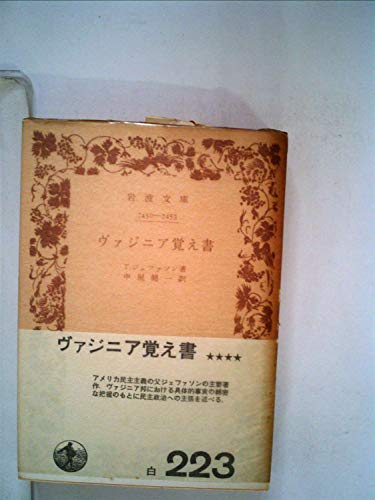 岩波文庫
7450—7453
ヴァジニア覚え書
T.ジェファソン著
中屋健一訳
ヴァジニア覚え書 ★★★★
アメリカ民主主義の父ジェファソンの主要著
作．ヴァジニア邦における具体的事実の綿密
な把握のもとに民主政治への主張を述べる．
白 223